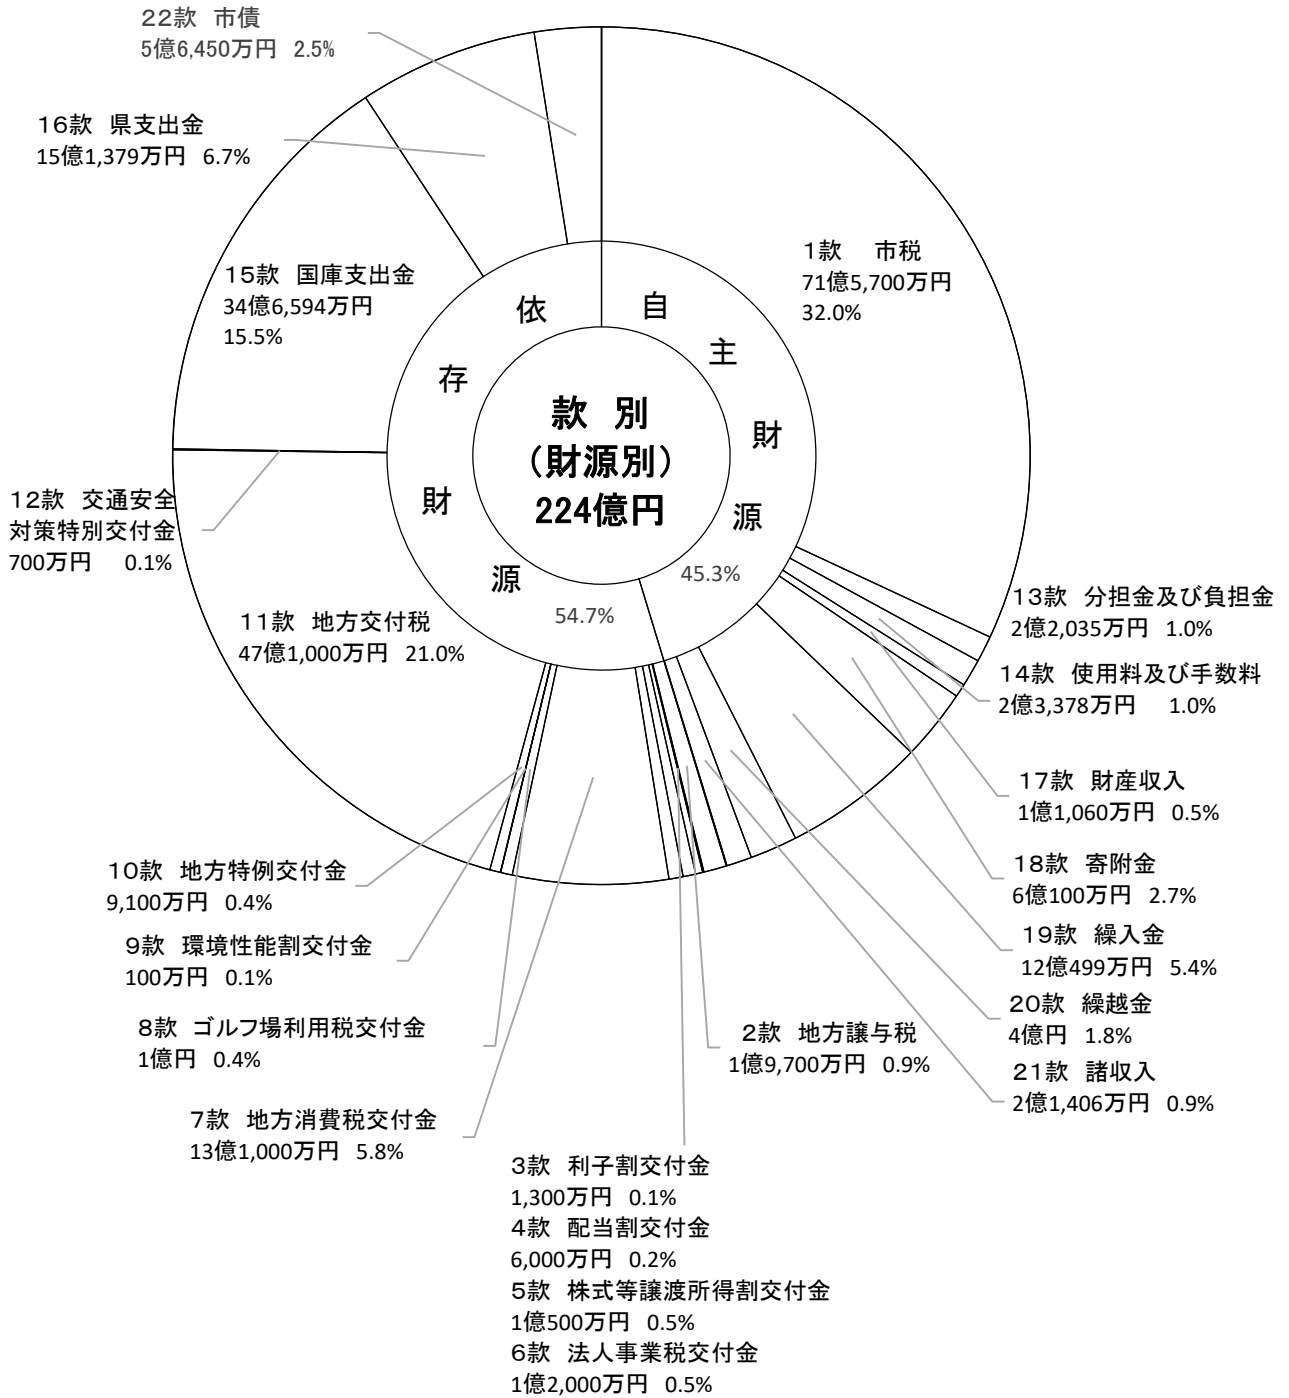 22款 市債
5億6,450万円 2.5%
16款 県支出金
15億1,379万円 6.7%
15款 国庫支出金
34億6,594万円
15.5%
1款 市税
71億5,700万円
32.0%
依
存
財
源
自
主
財
源
45.3%
54.7%
款 別
（財源別）
224億円
12款 交通安全
対策特別交付金
700万円 0.1%
11款 地方交付税
47億1,000万円 21.0%
13款 分担金及び負担金
2億2,035万円 1.0%
14款 使用料及び手数料
2億3,378万円 1.0%
17款 財産収入
1億1,060万円 0.5%
18款 寄附金
6億100万円 2.7%
19款 繰入金
12億499万円 5.4%
20款 繰越金
4億円 1.8%
21款 諸収入
2億1,406万円 0.9%
10款 地方特例交付金
9,100万円 0.4%
9款 環境性能割交付金
100万円 0.1%
8款 ゴルフ場利用税交付金
1億円 0.4%
7款 地方消費税交付金
13億1,000万円 5.8%
2款 地方譲与税
1億9,700万円 0.9%
3款 利子割交付金
1,300万円 0.1%
4款 配当割交付金
6,000万円 0.2%
5款 株式等譲渡所得割交付金
1億500万円 0.5%
6款 法人事業税交付金
1億2,000万円 0.5%